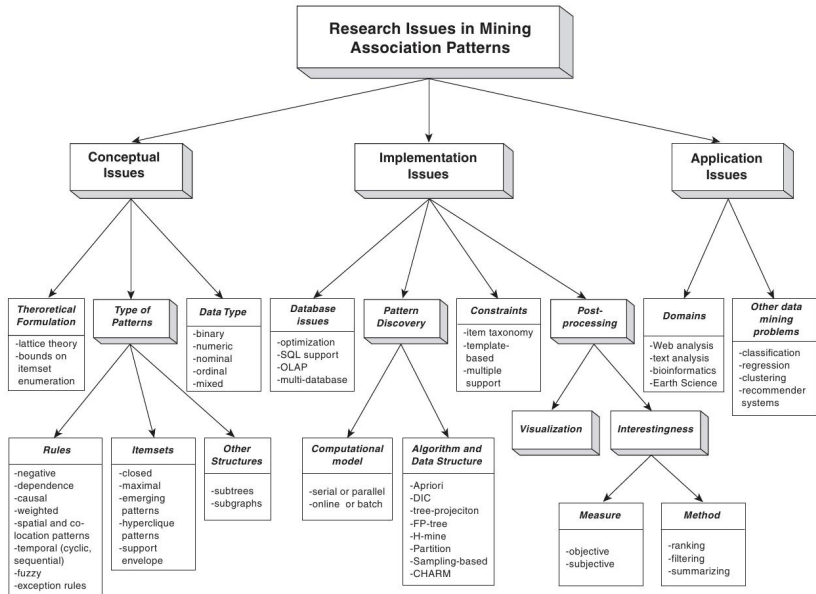 Research Issues in Mining
Association Patterns
Conceptual
Issues
Implementation
Issues
Application
Issues
Theroretical
Formulation
-lattice theory
-bounds on
itemset
enumeration
Type of
Patterns
Data Type
-binary
-numeric
-nominal
-ordinal
-mixed
Database
issues
-optimization
-SQL support
-OLAP
-multi-database
Pattern
Discovery
Constraints
-item taxonomy
-template-
based
-multiple
support
Post-
processing
Domains
-Web analysis
-text analysis
-bioinformatics
-Earth Science
Other data
mining
problems
-classification
-regression
-clustering
-recommender
systems
Rules
-negative
-dependence
-causal
-weighted
-spatial and co-
location patterns
-temporal (cyclic,
sequential)
-fuzzy
-exception rules
Itemsets
-closed
-maximal
-emerging
patterns
-hyperclique
patterns
-support
envelope
Other
Structures
-subtrees
-subgraphs
Computational
model
-serial or parallel
-online or batch
Algorithm and
Data Structure
-Apriori
-DIC
-tree-projeciton
-FP-tree
-H-mine
-Partition
-Sampling-based
-CHARM
Visualization
Interestingness
Measure
-objective
-subjective
Method
-ranking
-filtering
-summarizing